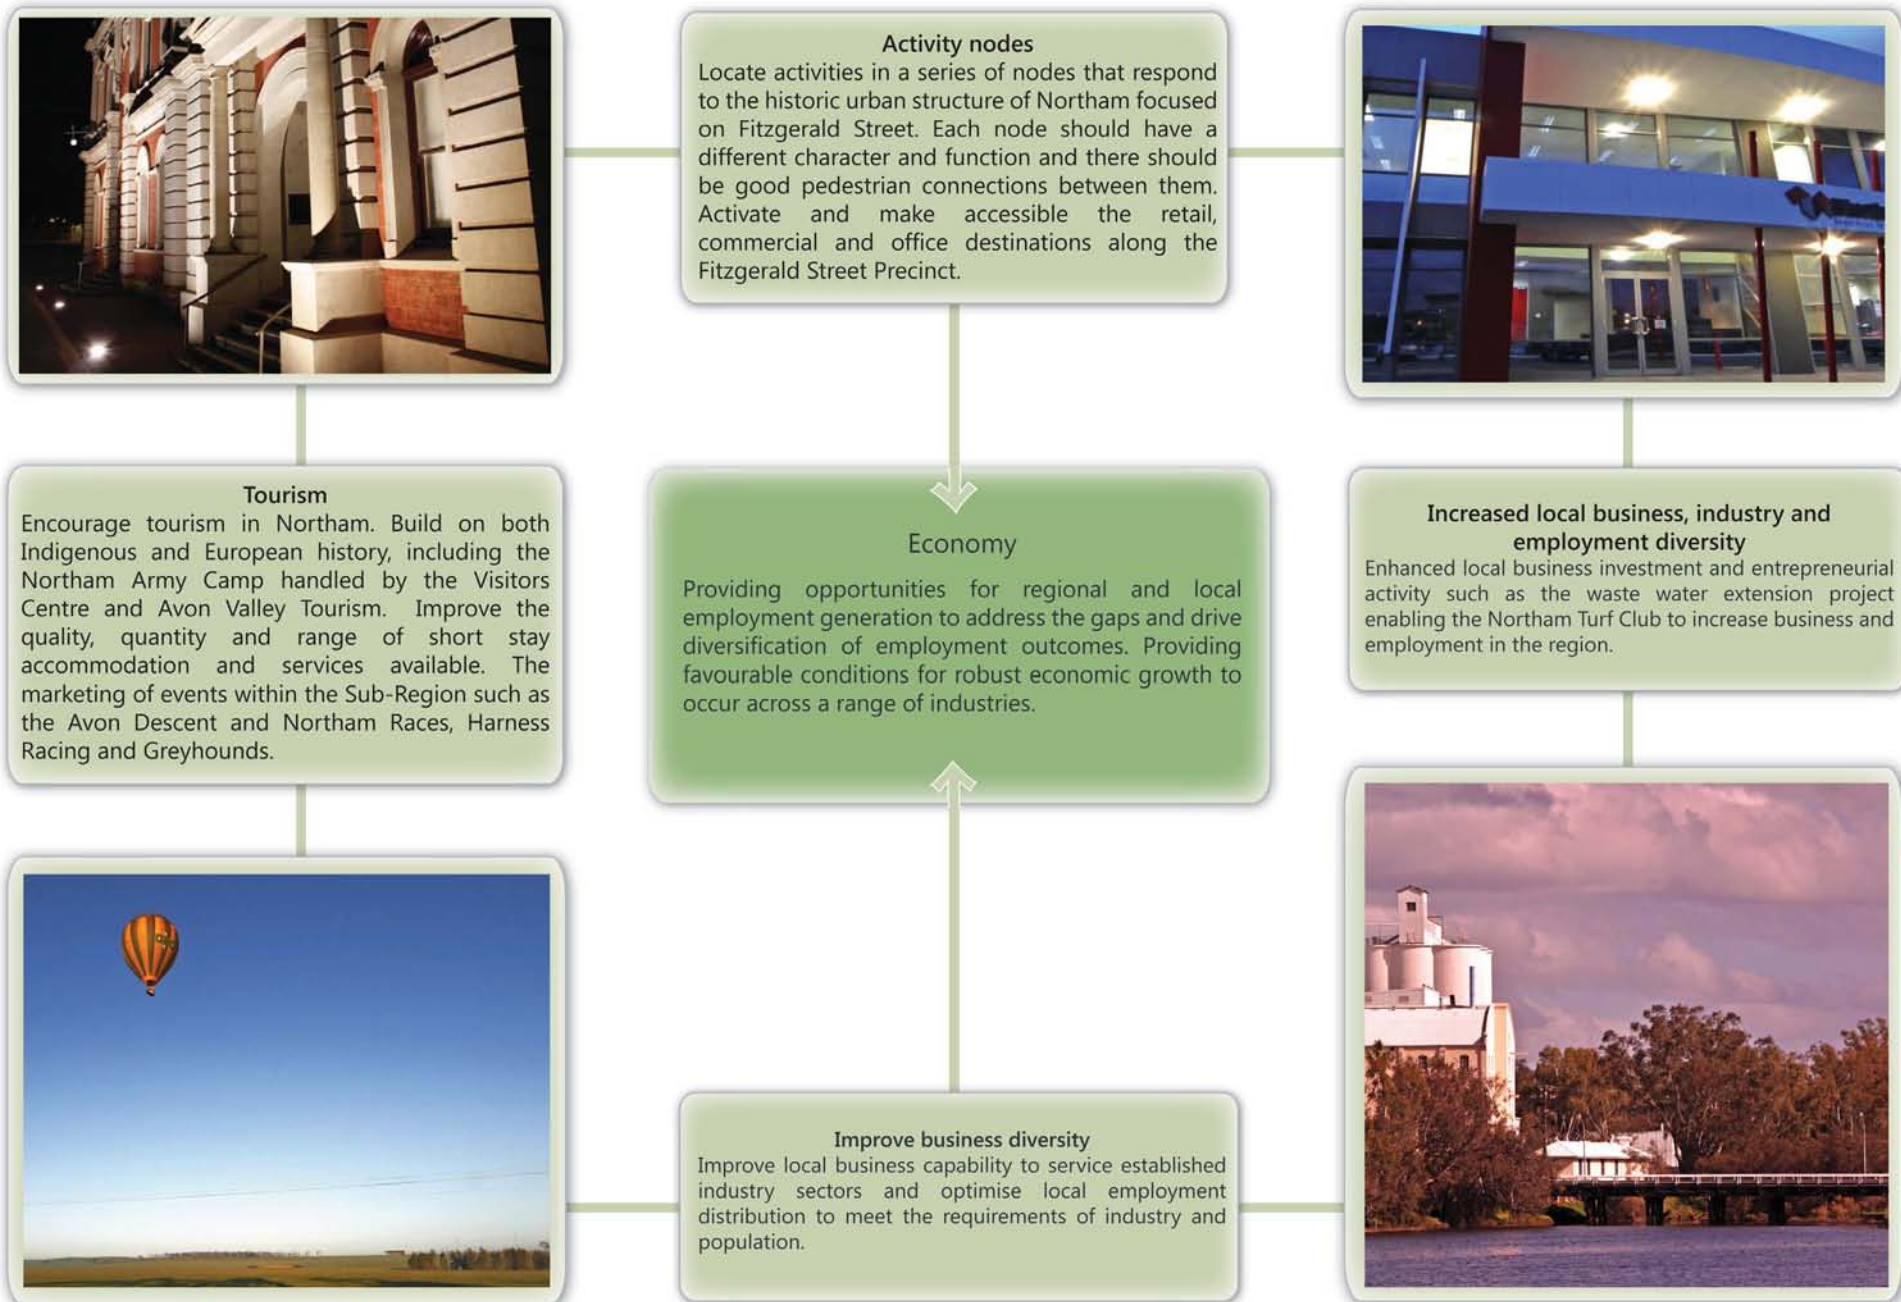 Activity nodes
Locate activities in a series of nodes that respond
to the historic urban structure of Northam focused
on Fitzgerald Street. Each node should have a
different character and function and there should
be good pedestrian connections between them.
Activate and make accessible the retail,
commercial and office destinations along the
Fitzgerald Street Precinct.
Tourism
Encourage tourism in Northam. Build on both
Indigenous and European history, including the
Northam Army Camp handled by the Visitors
Centre and Avon Valley Tourism. Improve the
quality, quantity and range of short stay
accommodation and services available. The
marketing of events within the Sub-Region such as
the Avon Descent and Northam Races, Harness
Racing and Greyhounds.
Economy
Providing opportunities for regional and local
employment generation to address the gaps and drive
diversification of employment outcomes. Providing
favourable conditions for robust economic growth to
occur across a range of industries.
Increased local business, industry and
employment diversity
Enhanced local business investment and entrepreneurial
activity such as the waste water extension project
enabling the Northam Turf Club to increase business and
employment in the region.
Improve business diversity
Improve local business capability to service established
industry sectors and optimise local employment
distribution to meet the requirements of industry and
population.